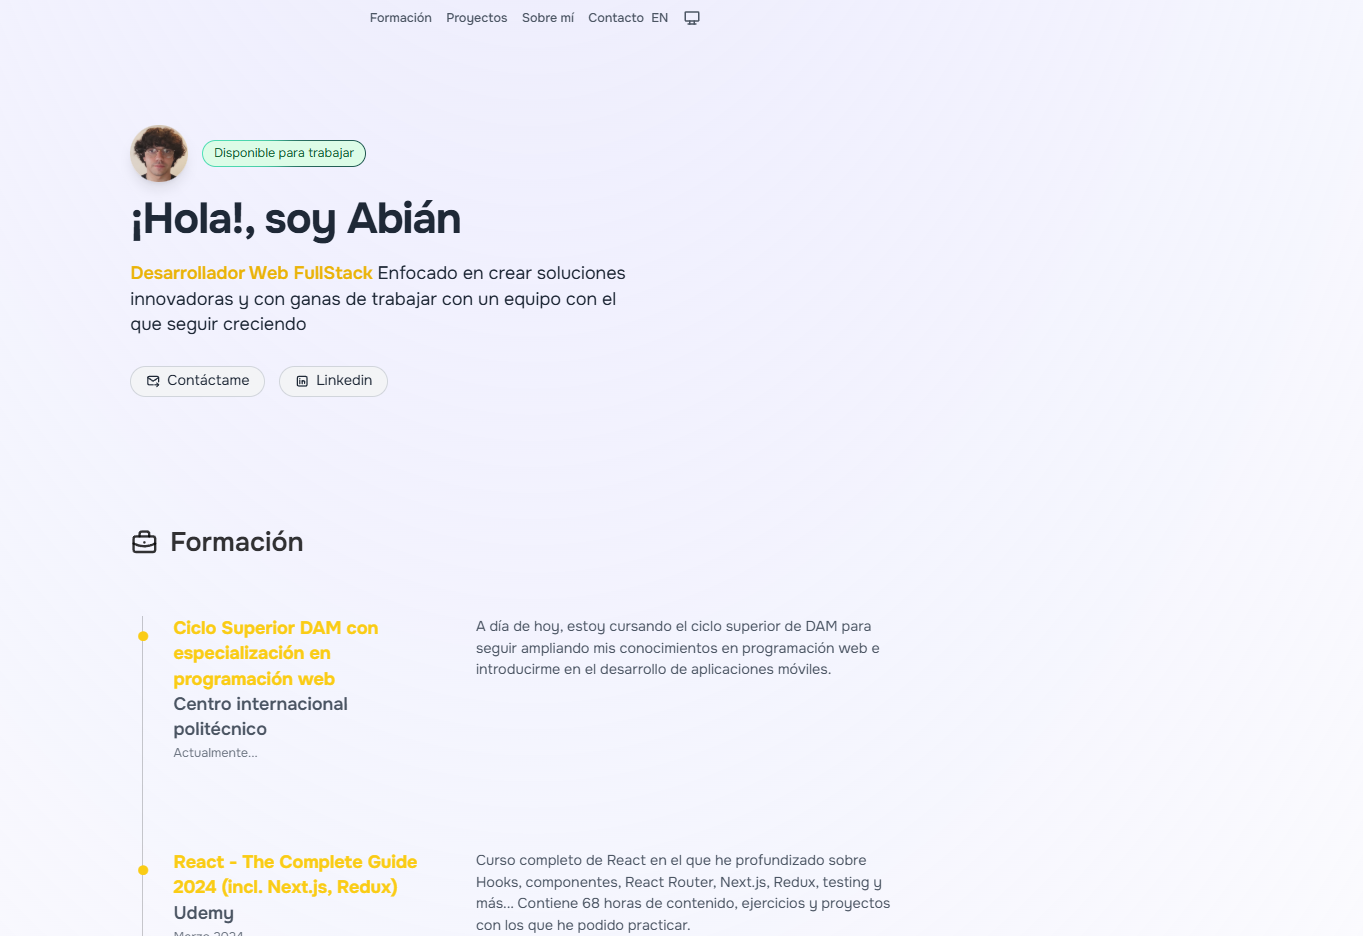 Formación Proyectos Sobre mí Contacto EN
Disponible para trabajar
¡Hola!, soy Abián
Desarrollador Web FullStack Enfocado en crear soluciones
innovadoras y con ganas de trabajar con un equipo con el
que seguir creciendo
Contáctame Linkedin
Formación
Ciclo Superior DAM con
especialización en
programación web
Centro internacional
politécnico
Actualmente...
A día de hoy, estoy cursando el ciclo superior de DAM para
seguir ampliando mis conocimientos en programación web e
introducirme en el desarrollo de aplicaciones móviles.
React - The Complete Guide
2024 (incl. Next.js, Redux)
Udemy
Marzo 2024
Curso completo de React en el que he profundizado sobre
Hooks, componentes, React Router, Next.js, Redux, testing y
más... Contiene 68 horas de contenido, ejercicios y proyectos
con los que he podido practicar.